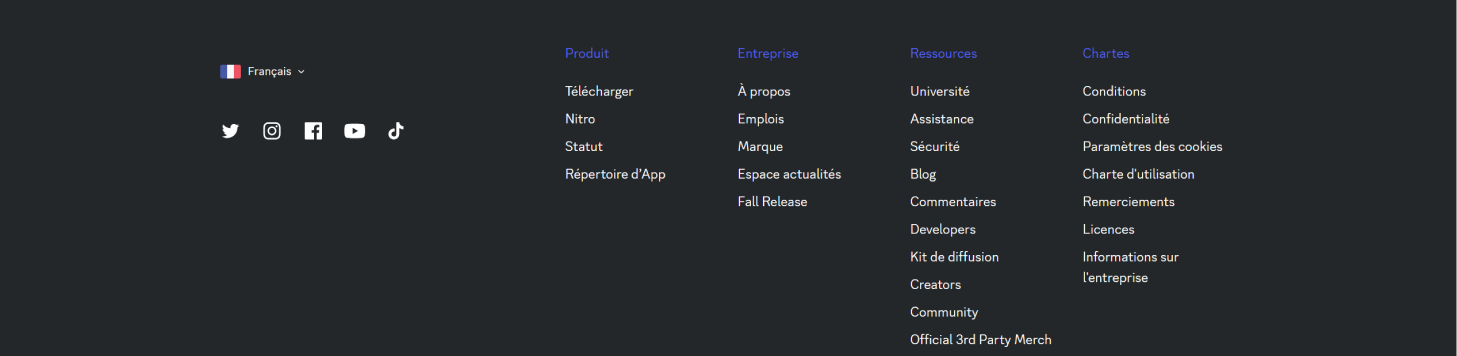 Français
Produit
Télécharger
Nitro
Statut
Répertoire d'App
Entreprise
À propos
Emplois
Marque
Espace actualités
Fall Release
Ressources
Université
Assistance
Sécurité
Blog
Commentaires
Developers
Kit de diffusion
Creators
Community
Official 3rd Party Merch
Chartes
Conditions
Confidentialité
Paramètres des cookies
Charte d'utilisation
Remerciements
Licences
Informations sur
l'entreprise